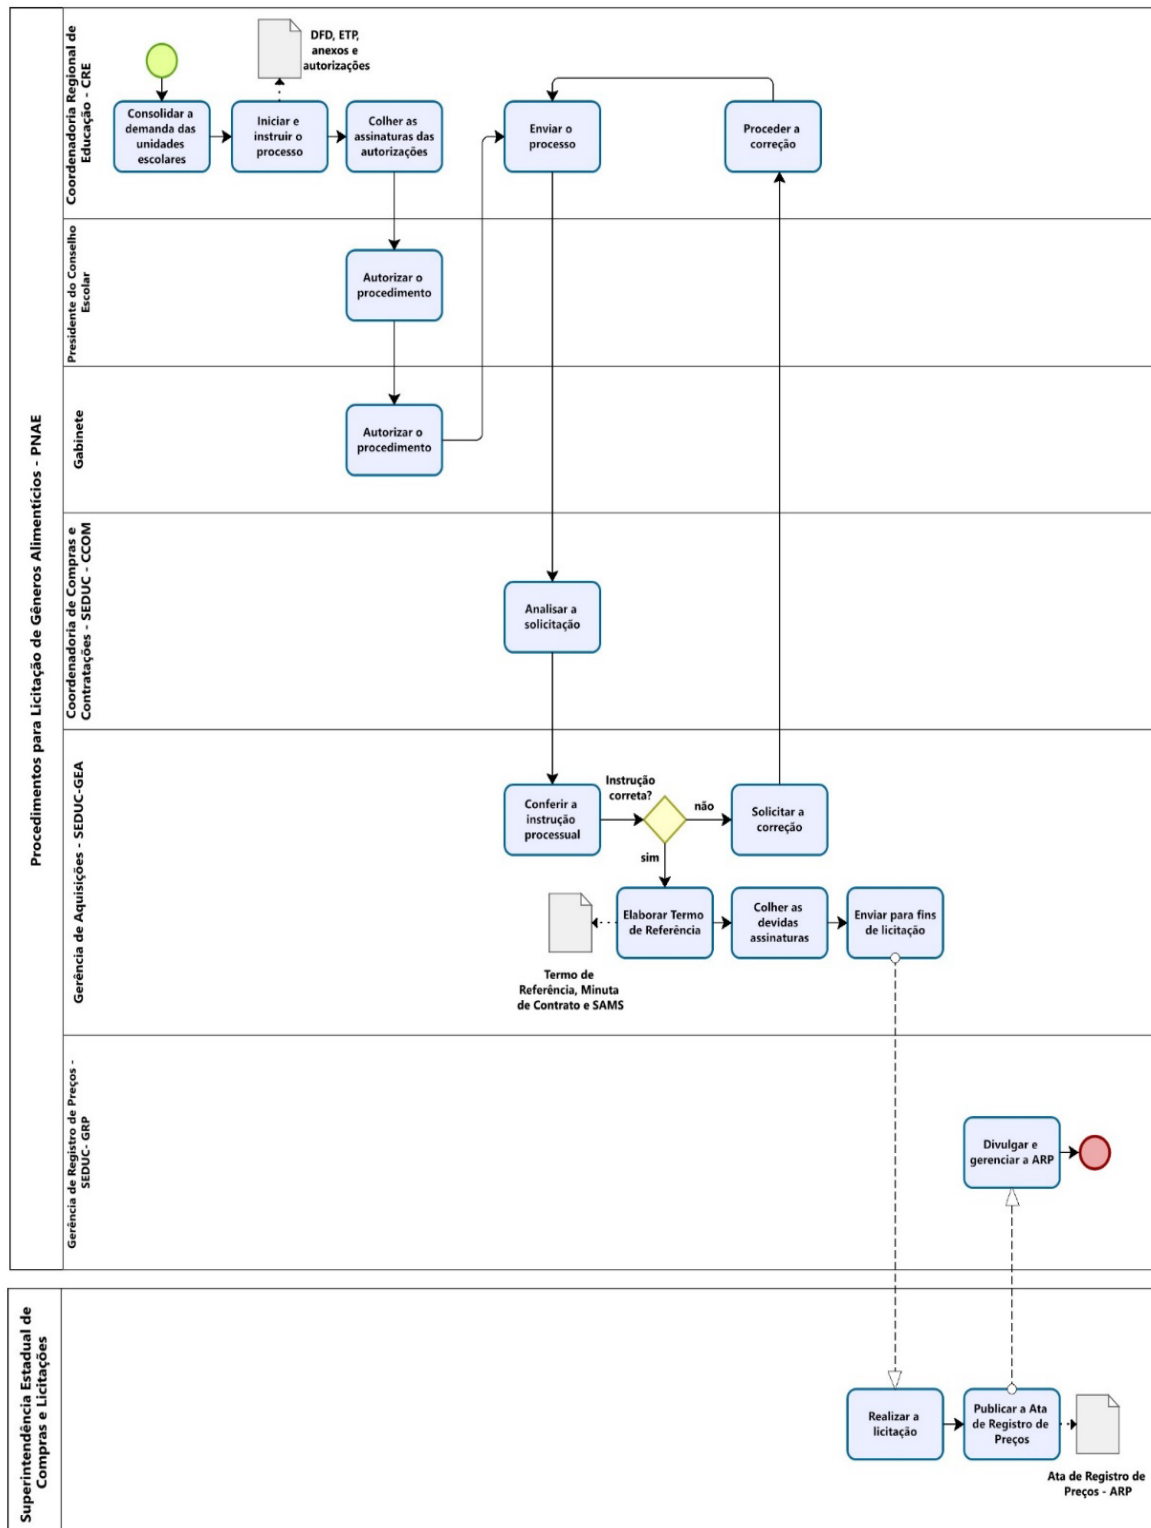 Procedimentos para Licitação de Gêneros Alimentícios - PNAE
Coordenadoria Regional de
Educação - CRE
DFD, ETP,
anexos e
autorizações
Consolidar a
demanda das
unidades
escolares
Iniciar e
instruir o
processo
Colher as
assinaturas das
autorizações
Enviar o
processo
Proceder a
correção
Presidente do Conselho
Escolar
Autorizar o
procedimento
Gabinete
Autorizar o
procedimento
Coordenadoria de Compras e
Contratações - SEDUC - CCOM
Analisar a
solicitação
Gerência de Aquisições - SEDUC-GEA
Conferir a
instrução
processual
Instrução
correta?
não
Solicitar a
correção
sim
Elaborar Termo
de Referência
Colher as
devidas
assinaturas
Enviar para fins
de licitação
Termo de
Referência, Minuta
de Contrato e SAMS
Gerência de Registro de Preços -
SEDUC- GRP
Divulgar e
gerenciar a ARP
Superintendência Estadual de
Compras e Licitações
Realizar a
licitação
Publicar a Ata
de Registro de
Preços
Ata de Registro de
Preços - ARP